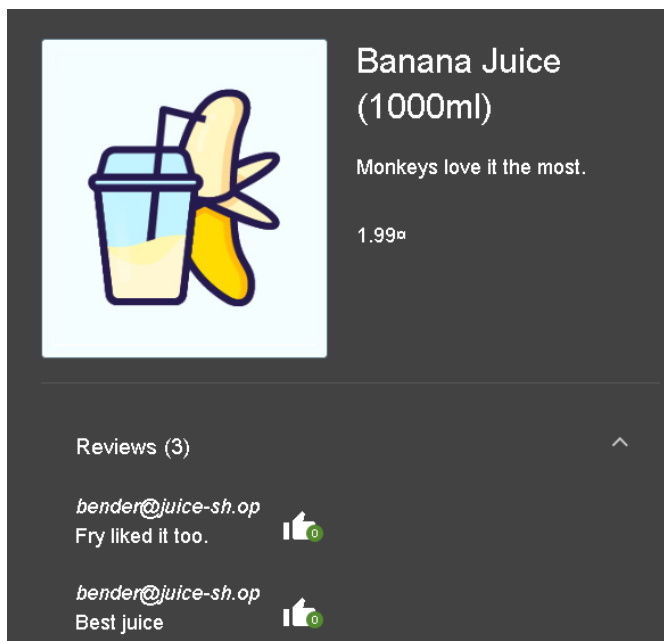 Banana Juice
(1000ml)
Monkeys love it the most.
1.99¤
Reviews (3)
bender@juice-sh.op
Fry liked it too.
0
bender@juice-sh.op
Best juice
0